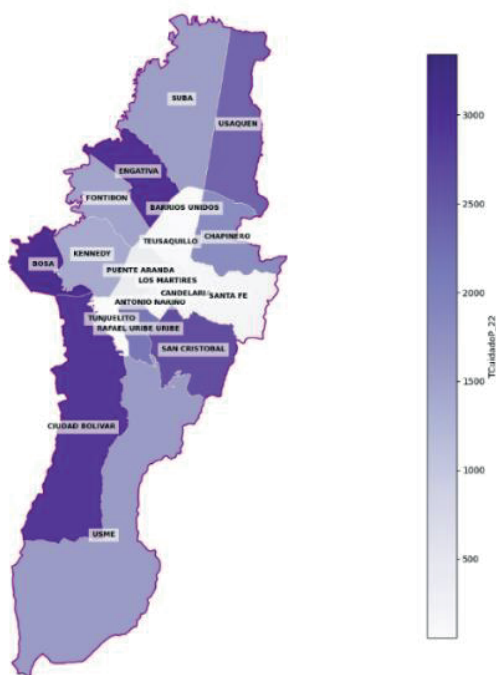 SUBA
USAQUEN
ENGATIVA
FONTIBON
BARRIOS UNIDOS
CHAPINERO
TEUSAQUILLO
KENNEDY
BOSA
PUENTE ARANDA
LOS MARTIRES
CANDELARIA
SANTA FE
ANTONIO NARIÑO
TUNJUELITO
RAFAEL URIBE URIBE
SAN CRISTOBAL
CIUDAD BOLIVAR
USME
3000
2500
2000
1500
1000
500
TCuidadoP_22